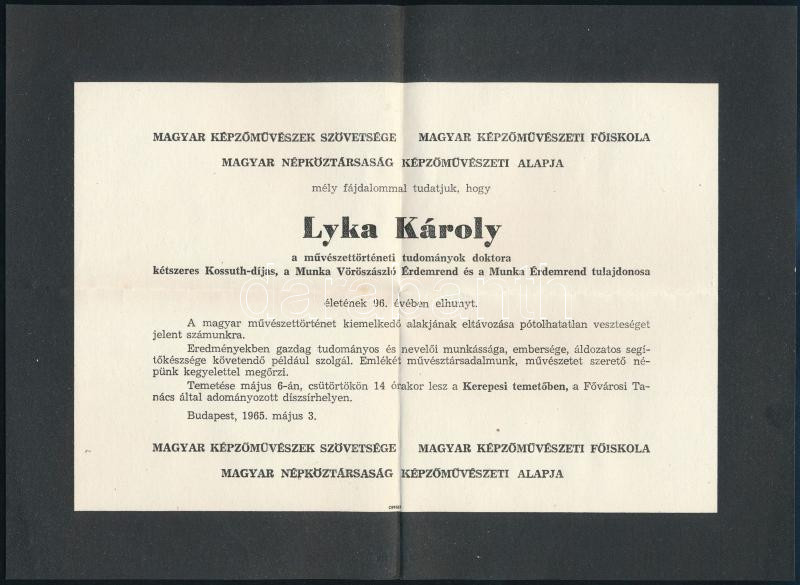 MAGYAR KÉPZŐMŰVÉSZEK SZÖVETSÉGE MAGYAR KÉPZŐMŰVÉSZETI FŐISKOLA
MAGYAR NÉPKÖZTÁRSASÁG KÉPZŐMŰVÉSZETI ALAPJA
mély fájdalommal tudatjuk, hogy
Lyka Károly
a művészettörténeti tudományok doktora
kétszeres Kossuth-díjas, a Munka Vöröszászló Érdemrend és a Munka Érdemrend tulajdonosa
életének 96. évében elhunyt.
A magyar művészettörténet kiemelkedő alakjának eltávozása pótolhatatlan veszteséget
jelent számunkra.
Eredményekben gazdag tudományos és nevelői munkássága, embersége, áldozatos segí-
tőkészsége követendő például szolgál. Emlékét művésztársadalmunk, művészetet szerető né-
pünk kegyelettel megőrzi.
Temetése május 6-án, csütörtökön 14 órakor lesz a Kerepesi temetőben, a Fővárosi Ta-
nács által adományozott díszsírhelyen.
Budapest, 1965. május 3.
MAGYAR KÉPZŐMŰVÉSZEK SZÖVETSÉGE MAGYAR KÉPZŐMŰVÉSZETI FŐISKOLA
MAGYAR NÉPKÖZTÁRSASÁG KÉPZŐMŰVÉSZETI ALAPJA
darabanth